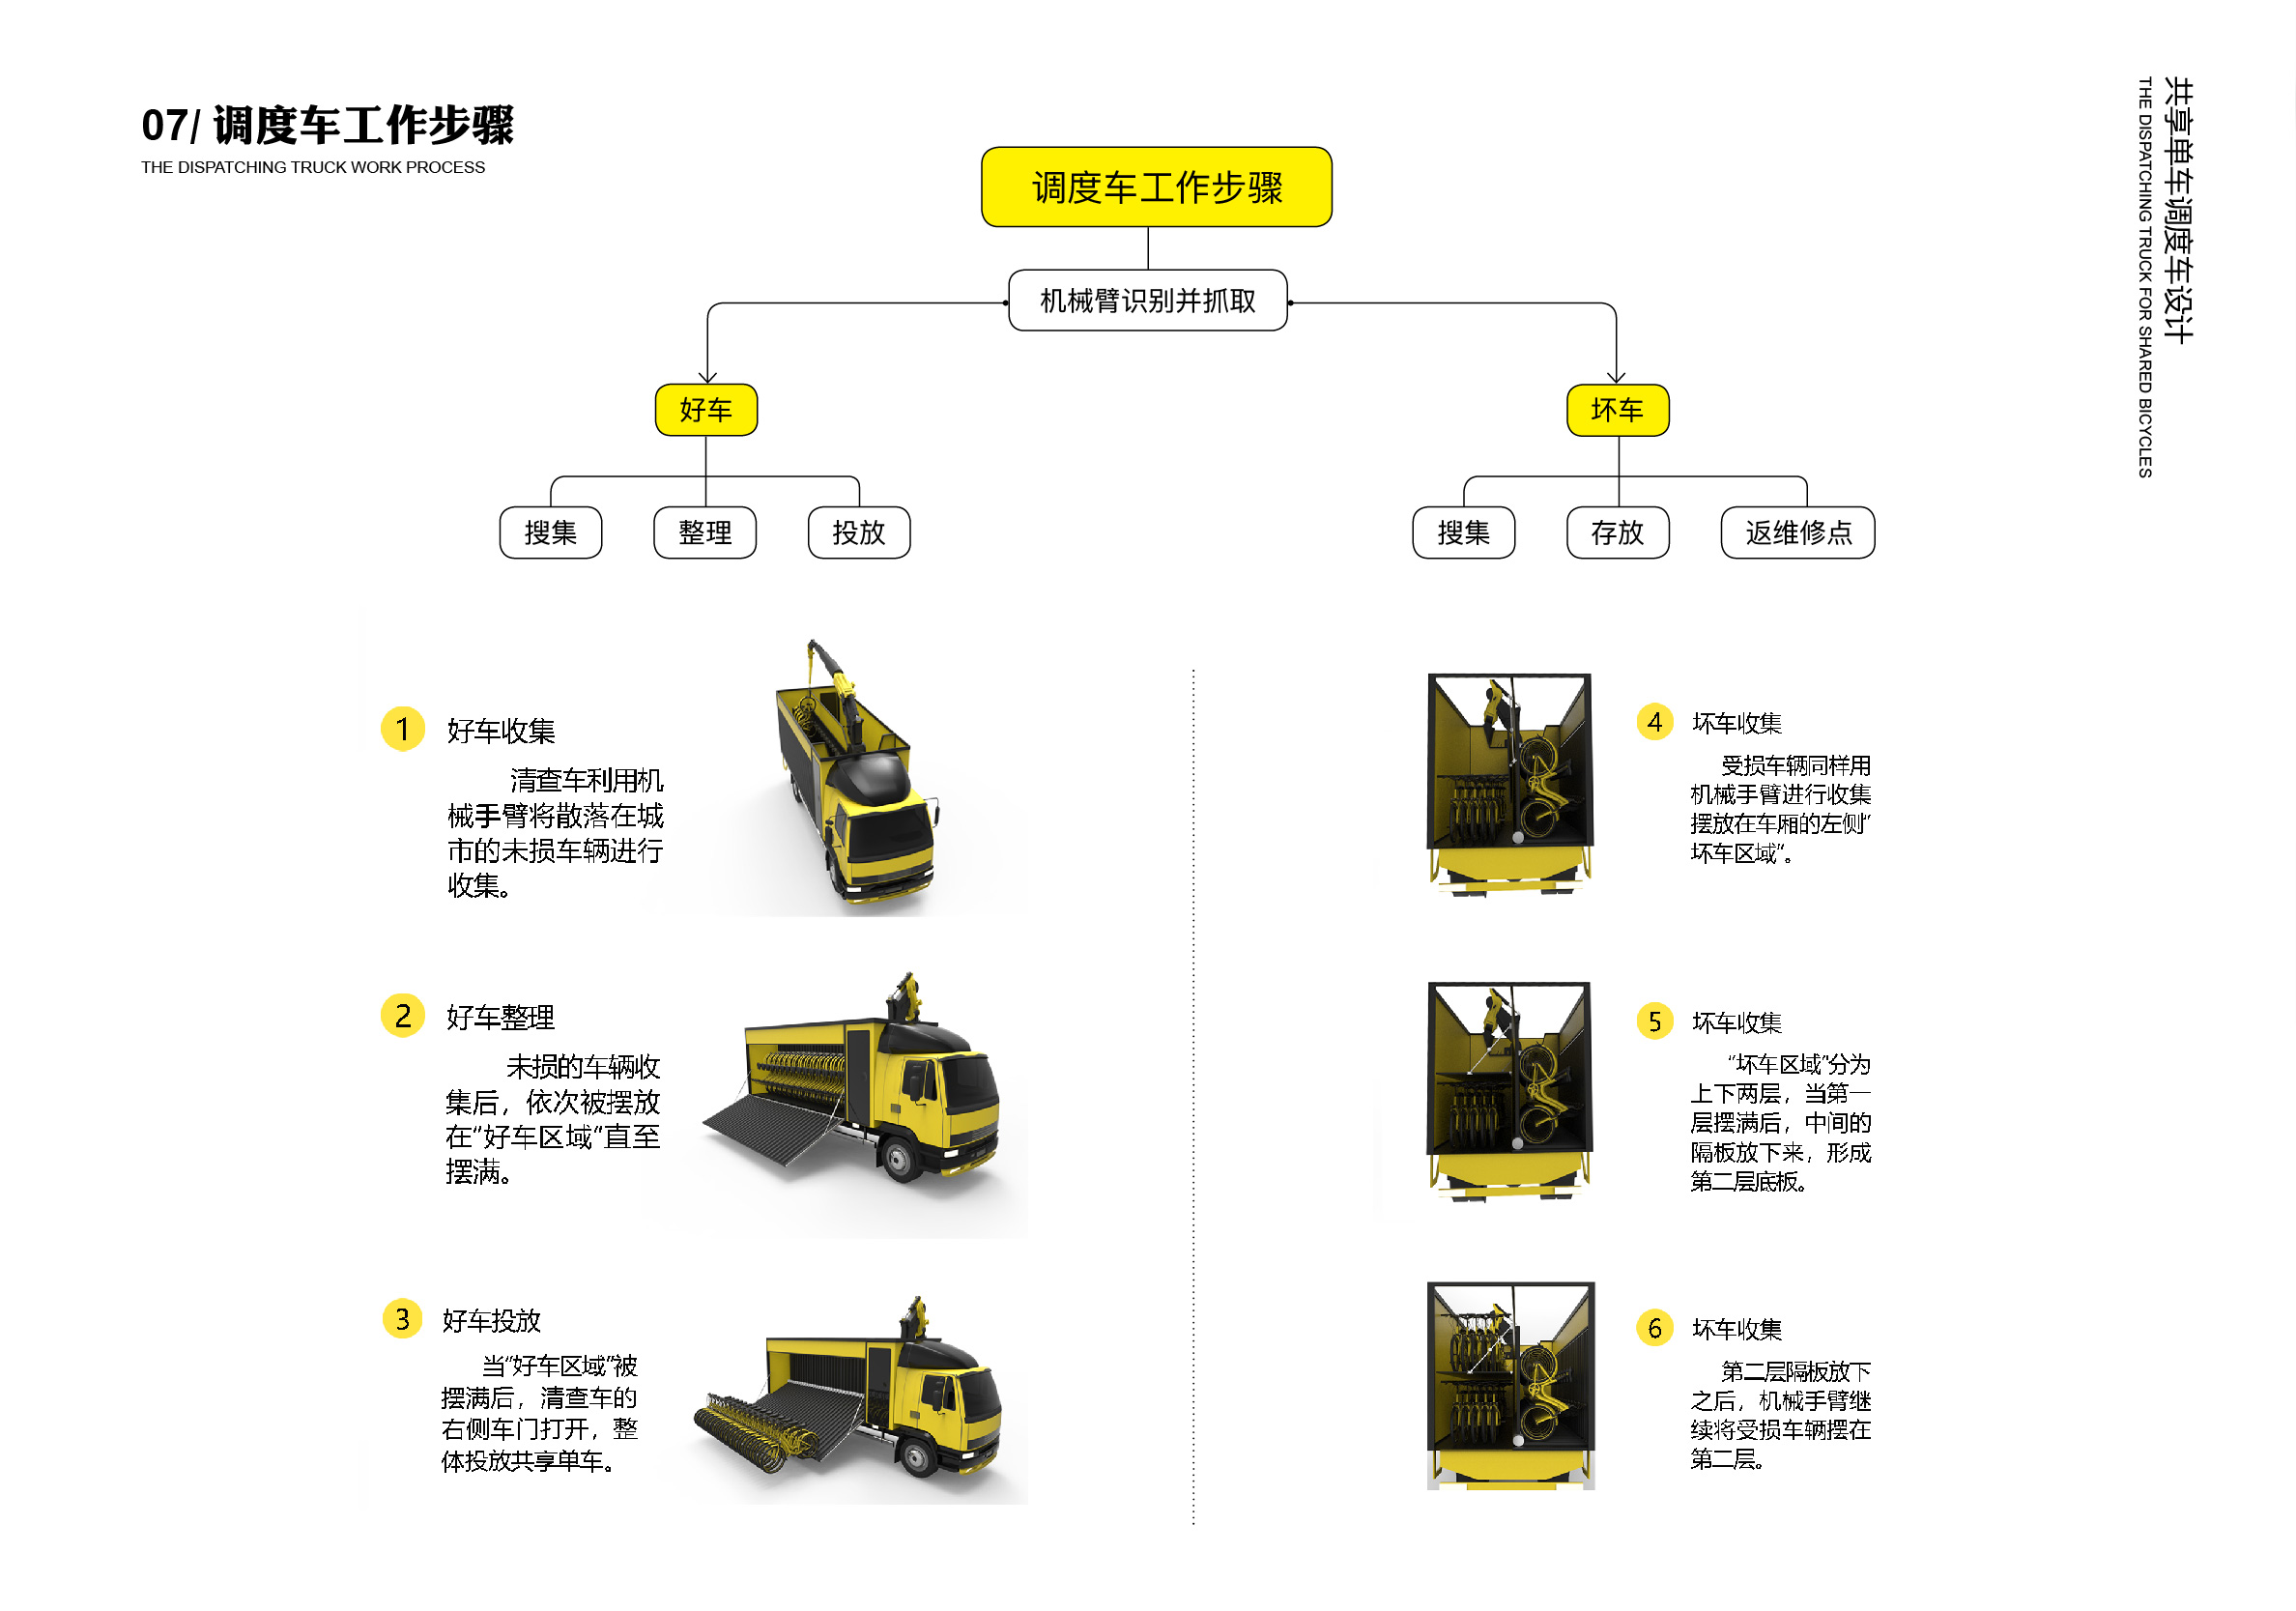 07/ 调度车工作步骤
THE DISPATCHING TRUCK WORK PROCESS
共享单车调度车设计
THE DISPATCHING TRUCK FOR SHARED BICYCLES
调度车工作步骤
机械臂识别并抓取
好车
坏车
搜集
整理
投放
搜集
存放
返维修点
1
好车收集
清查车利用机
械手臂将散落在城
市的未损车辆进行
收集。
2
好车整理
未损的车辆收
集后，依次被摆放
在“好车区域“直至
摆满。
3
好车投放
当“好车区域”被
摆满后，清查车的
右侧车门打开，整
体投放共享单车。
4
坏车收集
受损车辆同样用
机械手臂进行收集
摆放在车厢的左侧”
坏车区域”。
5
坏车收集
“坏车区域”分为
上下两层，当第一
层摆满后，中间的
隔板放下来，形成
第二层底板。
6
坏车收集
第二层隔板放下
之后，机械手臂继
续将受损车辆摆在
第二层。